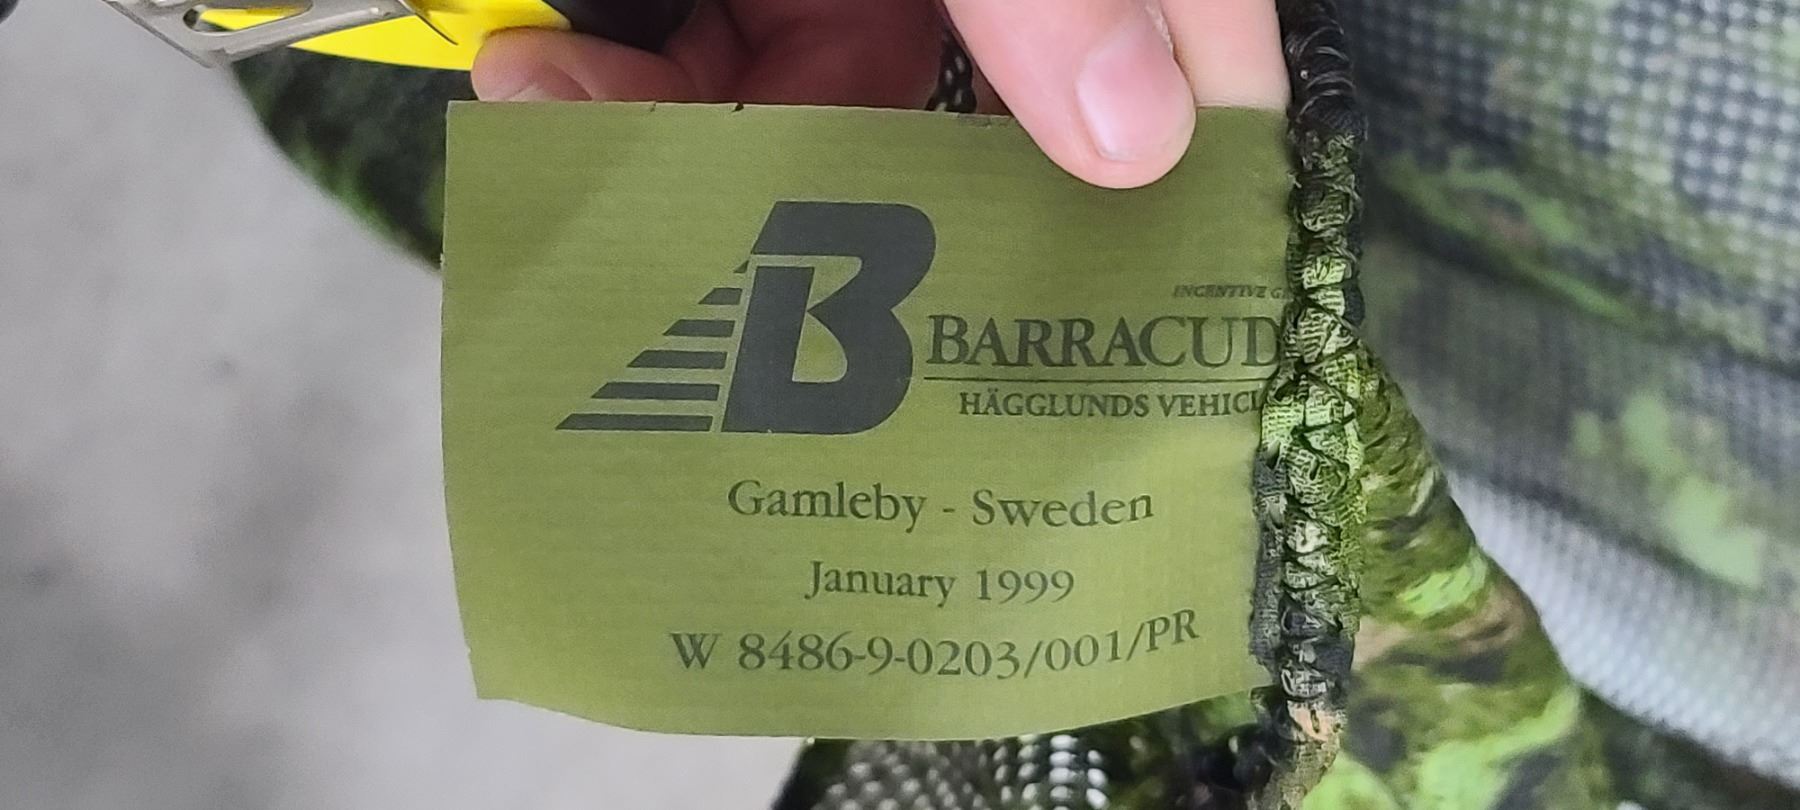 B
INCENTIVE G
BARRACUD
HÄGGLUNDS VEHICL
Gamleby - Sweden
January 1999
W 8486-9-0203/001/PR